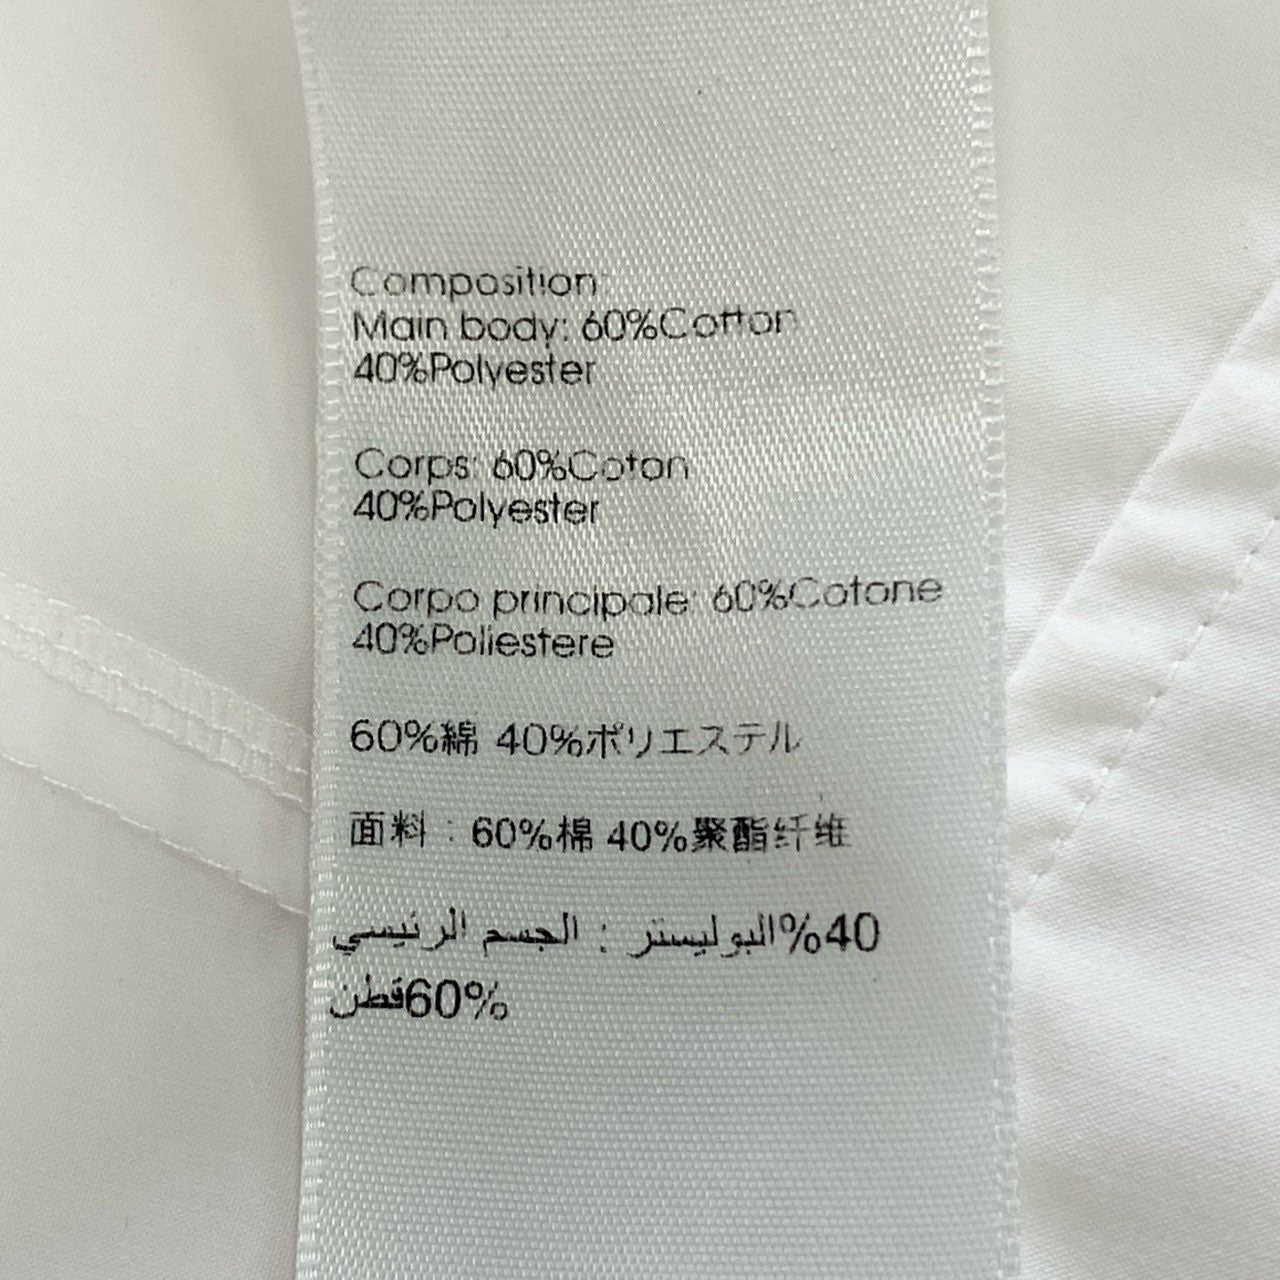 Composition:
Main body: 60%Cotton
40%Polyester
Corps: 60%Coton
40%Polyester
Corpo principale: 60%Cotone
40%Poliestere
60%綿 40%ポリエステル
面料：60%棉 40%聚酯纤维
40%البوليستر : الجسم الرئيسي
60%قطن